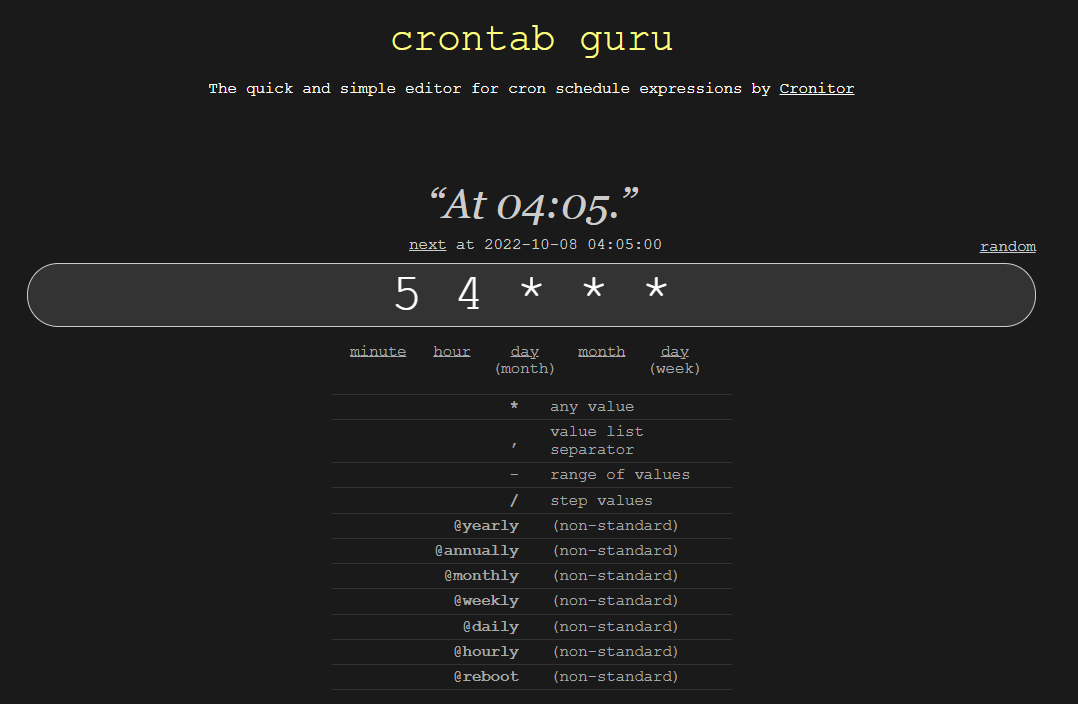 crontab guru
The quick and simple editor for cron schedule expressions by Cronitor
“At 04:05.”
next at 2022-10-08 04:05:00
random
5 4 * * *
minute hour day month day
(month) (week)
* any value
, value list
separator
- range of values
/ step values
@yearly (non-standard)
@annually (non-standard)
@monthly (non-standard)
@weekly (non-standard)
@daily (non-standard)
@hourly (non-standard)
@reboot (non-standard)